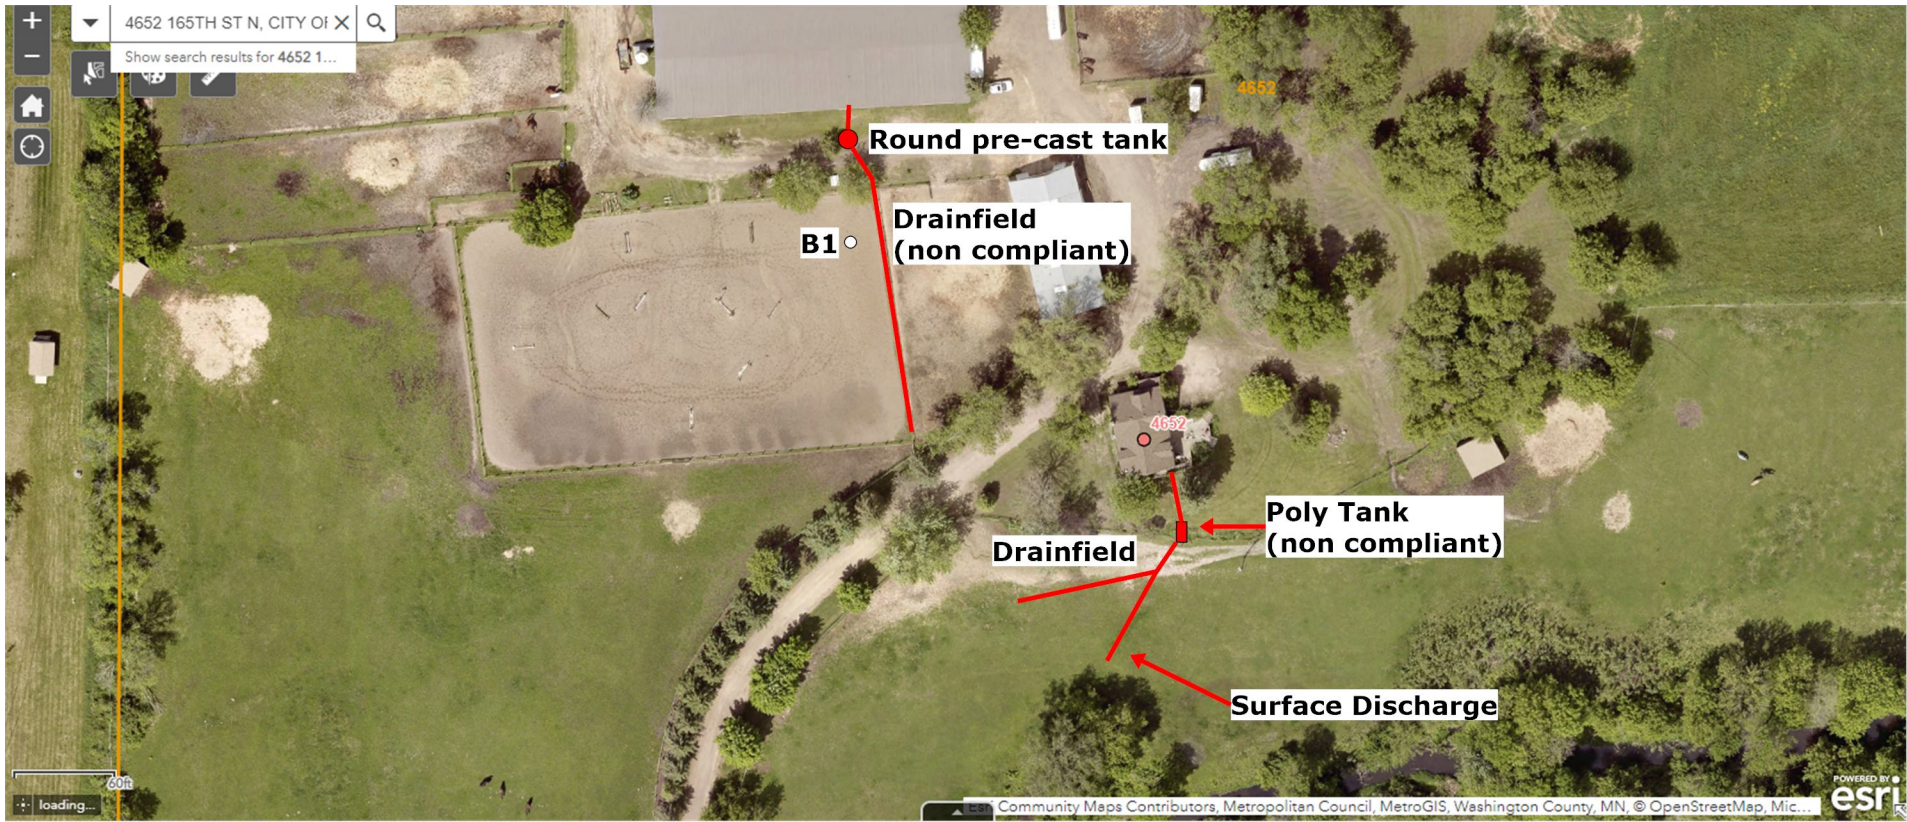 +
4652 165TH ST N, CITY OF
−
Show search results for 4652 1...
4652
Round pre-cast tank
Drainfield
(non compliant)
B1
4652
Poly Tank
(non compliant)
Drainfield
Surface Discharge
60ft
loading...
Esri Community Maps Contributors, Metropolitan Council, MetroGIS, Washington County, MN, © OpenStreetMap, Mic...
POWERED BY
esri